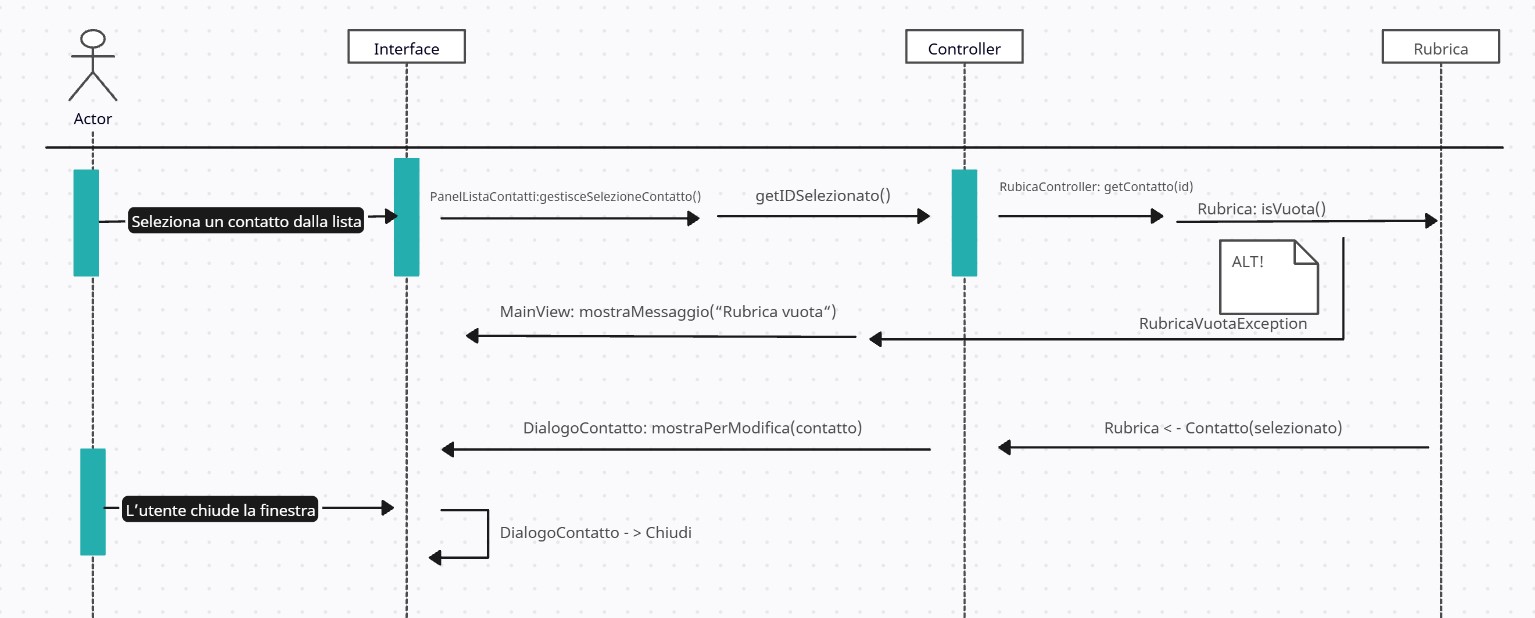 Interface
Controller
Rubrica
Actor
PanelListaContatti:gestisceSelezioneContatto()
getIDSelezionato()
RubicaController: getContatto(id)
Rubrica: isVuota()
Seleziona un contatto dalla lista
ALT!
MainView: mostraMessaggio(“Rubrica vuota“)
RubricaVuotaException
DialogoContatto: mostraPerModifica(contatto)
Rubrica < - Contatto(selezionato)
L’utente chiude la finestra
DialogoContatto - > Chiudi